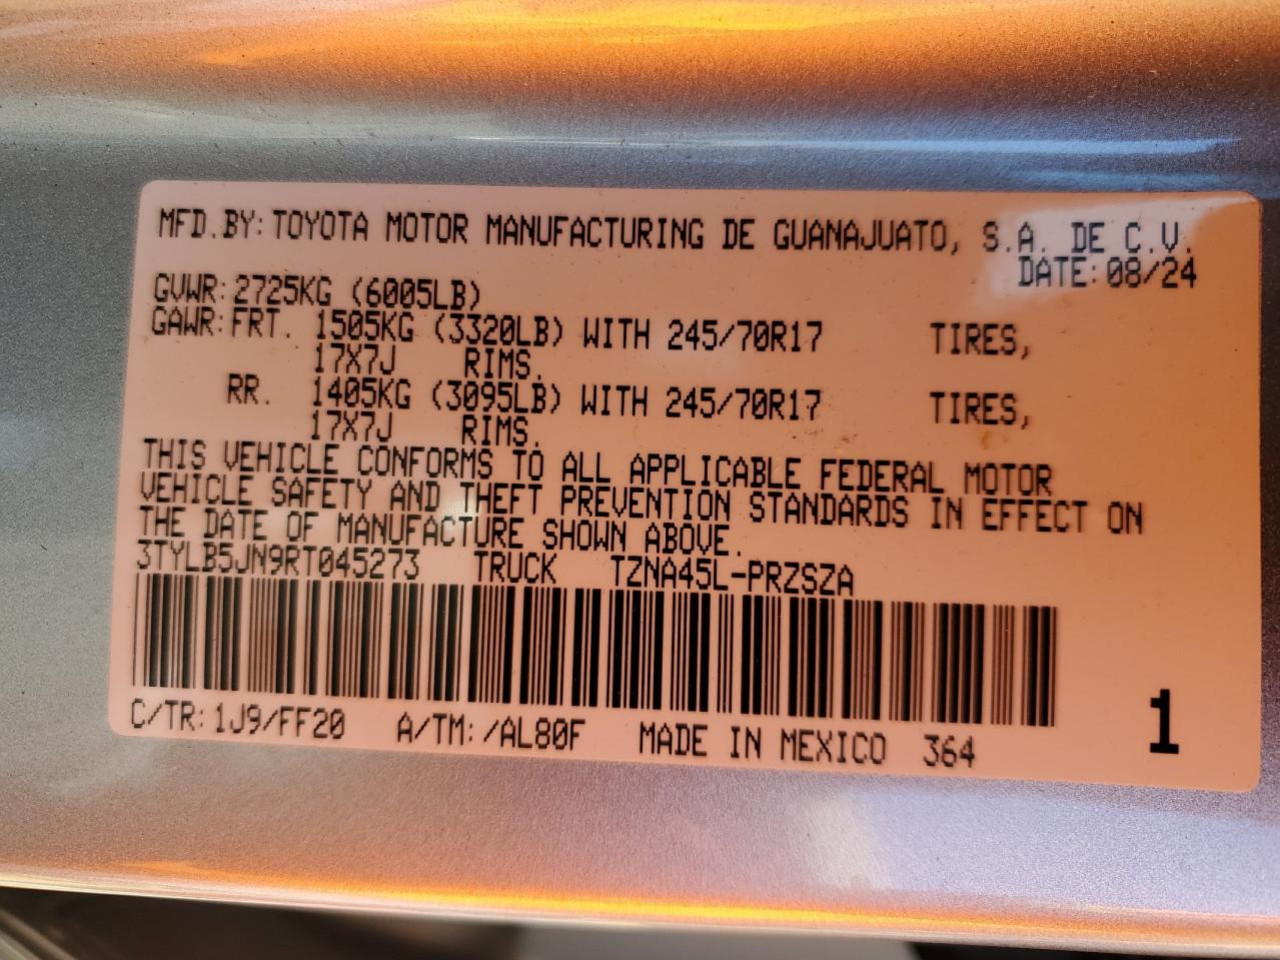 MFD.BY: TOYOTA MOTOR MANUFACTURING DE GUANAJUATO, S.A. DE C.V.
DATE: 08/24
GVWR: 2725KG (6005LB)
GAWR: FRT. 1505KG (3320LB) WITH 245/70R17 TIRES,
17X7J RIMS.
RR. 1405KG (3095LB) WITH 245/70R17 TIRES,
17X7J RIMS.
THIS VEHICLE CONFORMS TO ALL APPLICABLE FEDERAL MOTOR
VEHICLE SAFETY AND THEFT PREVENTION STANDARDS IN EFFECT ON
THE DATE OF MANUFACTURE SHOWN ABOVE.
3TYLB5JN9RT045273 TRUCK TZNA45L-PRZSZA
C/TR: 1J9/FF20 A/TM: /AL80F MADE IN MEXICO 364
1